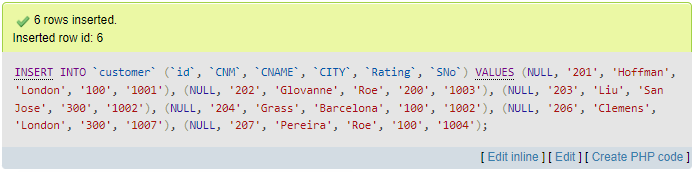 6 rows inserted.
Inserted row id: 6
INSERT INTO `customer` (`id`, `CNM`, `CNAME`, `CITY`, `Rating`, `SNo`) VALUES (NULL, '201', 'Hoffman',
'London', '100', '1001'), (NULL, '202', 'Glovanne', 'Roe', '200', '1003'), (NULL, '203', 'Liu', 'San
Jose', '300', '1002'), (NULL, '204', 'Grass', 'Barcelona', '100', '1002'), (NULL, '206', 'Clemens',
'London', '300', '1007'), (NULL, '207', 'Pereira', 'Roe', '100', '1004');
[ Edit inline ] [ Edit ] [ Create PHP code ]